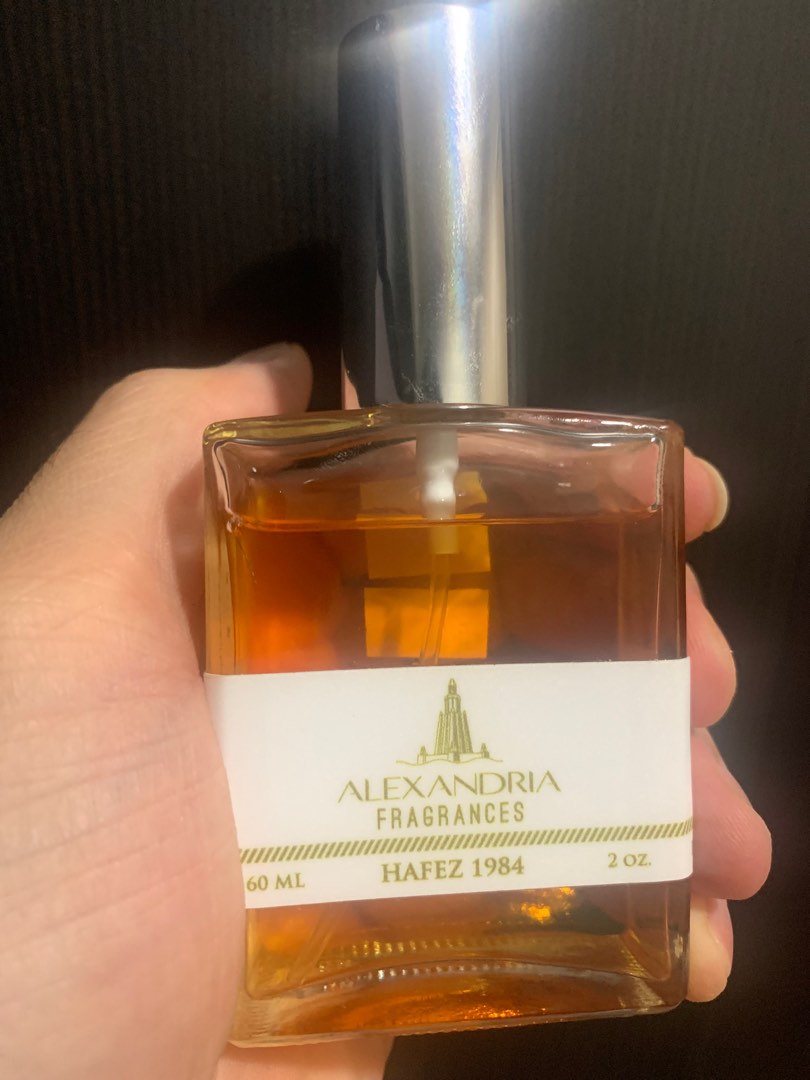 ALEXANDRIA
FRAGRANCES
60 ML HAFEZ 1984 2 OZ.